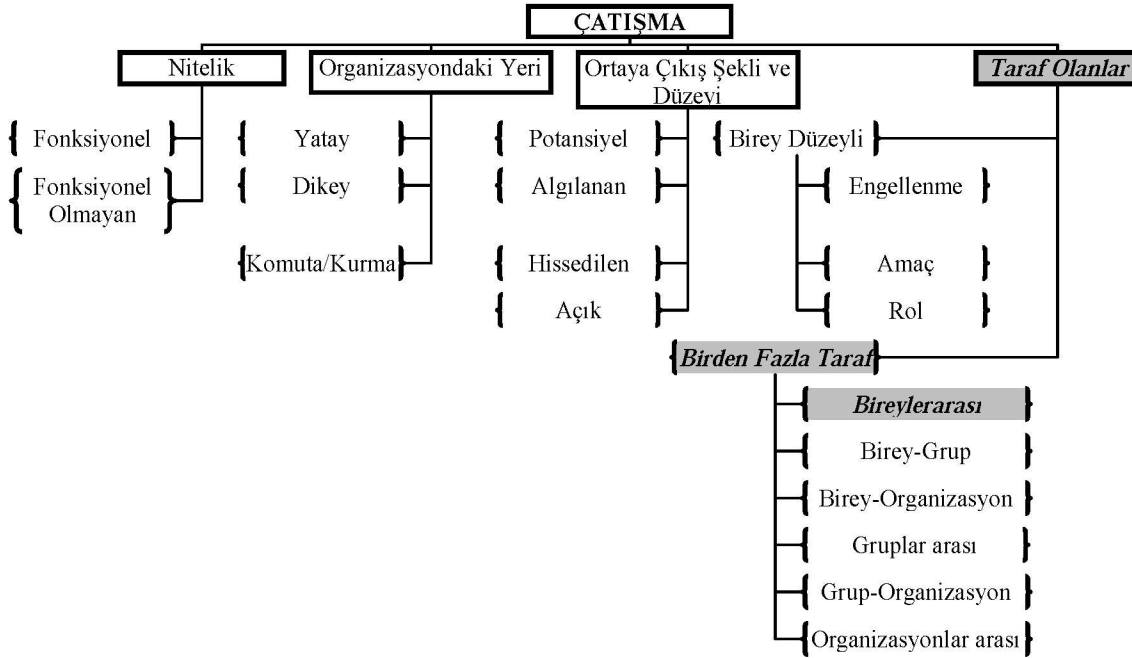 ÇATIŞMA
Nitelik
Organizasyondaki Yeri
Ortaya Çıkış Şekli ve
Düzeyi
Taraf Olanlar
Fonksiyonel
Yatay
Potansiyel
Birey Düzeyli
Fonksiyonel
Olmayan
Dikey
Algılanan
Engellenme
Komuta/Kurma
Hissedilen
Amaç
Açık
Rol
Birden Fazla Taraf
Bireylerarası
Birey-Grup
Birey-Organizasyon
Gruplar arası
Grup-Organizasyon
Organizasyonlar arası